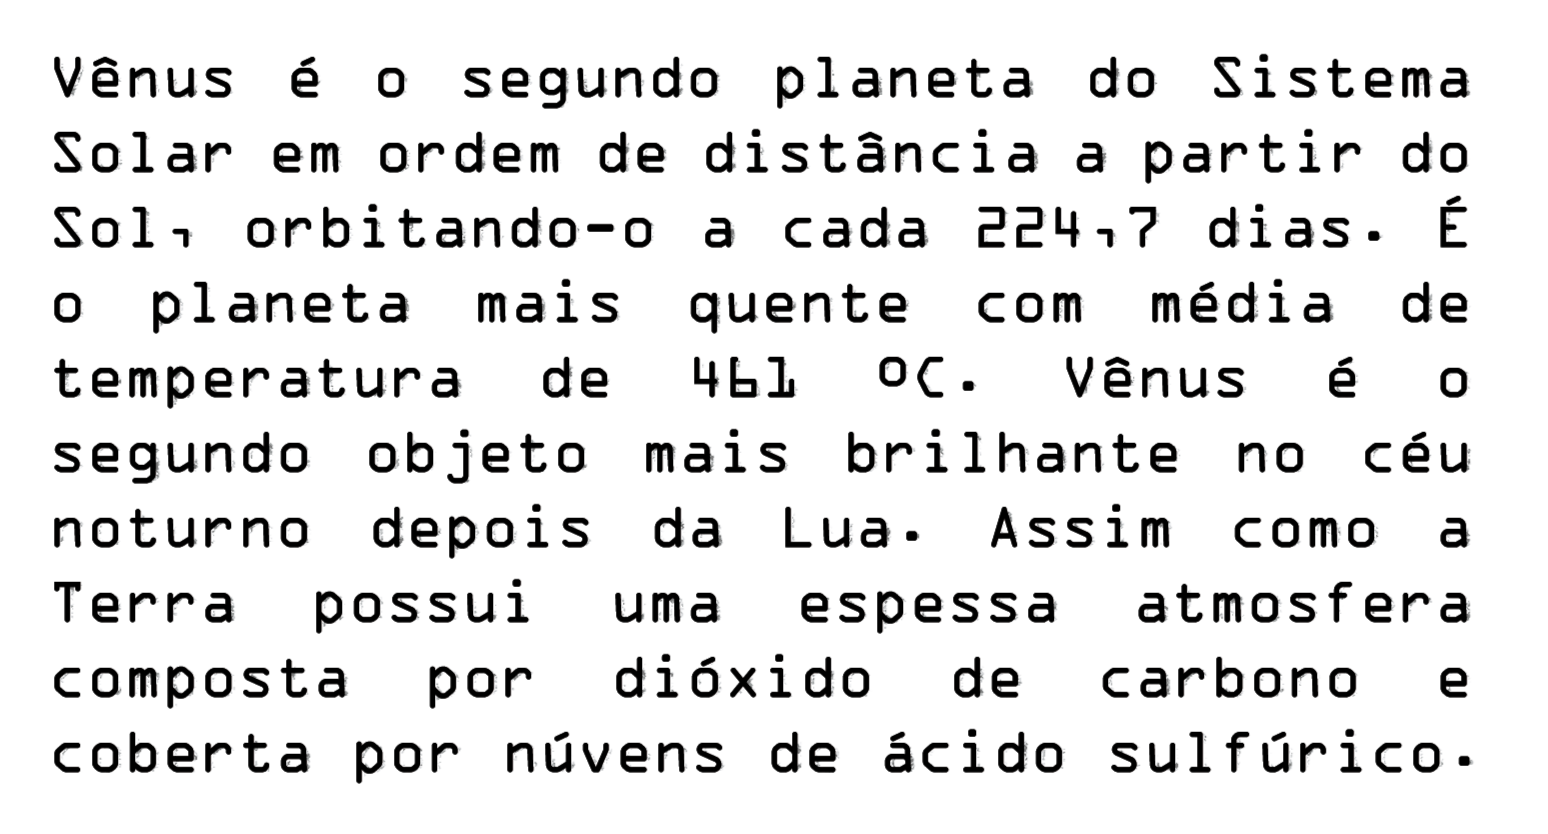 Vênus é o segundo planeta do Sistema
Solar em ordem de distância a partir do
Sol, orbitando-o a cada 224,7 dias. É
o planeta mais quente com média de
temperatura de 461 ºC. Vênus é o
segundo objeto mais brilhante no céu
noturno depois da Lua. Assim como a
Terra possui uma espessa atmosfera
composta por dióxido de carbono e
coberta por núvens de ácido sulfúrico.